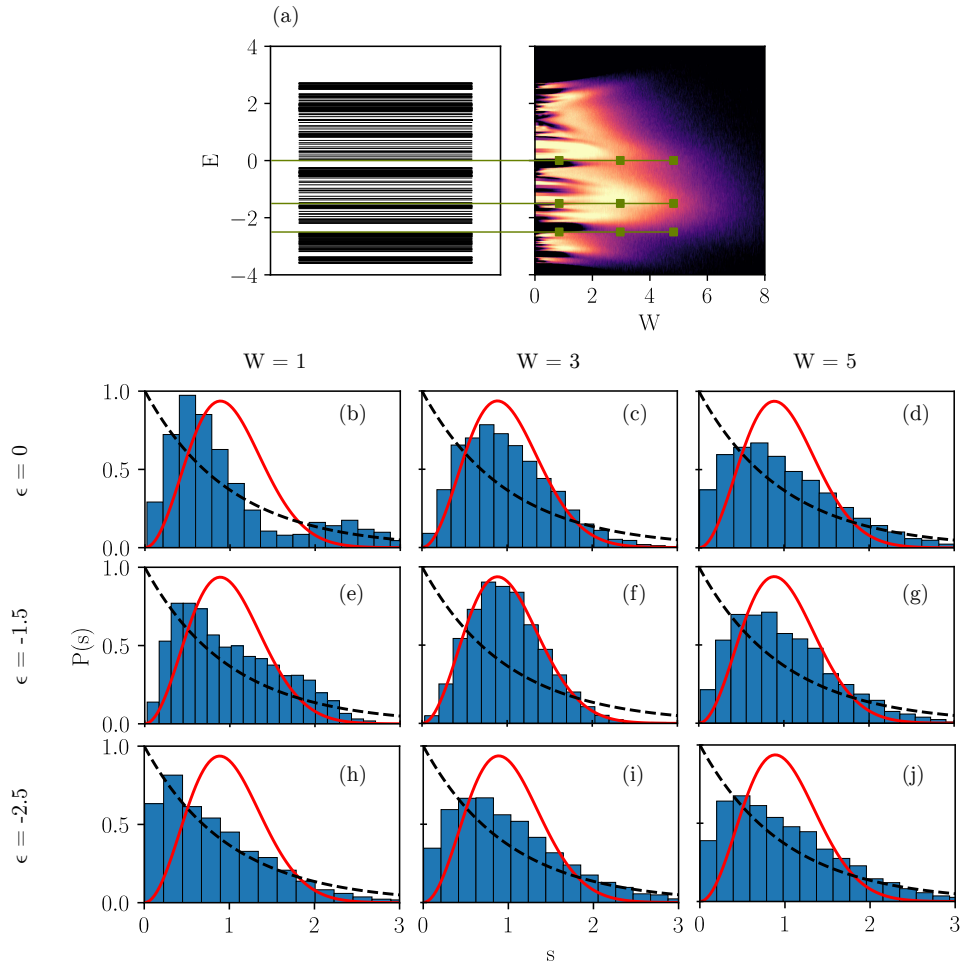 (a)
4
2
0
−2
−4
E
0 2 4 6 8
W
W = 1 W = 3 W = 5
1.0
0.5
0.0
ϵ = 0
(b) (c) (d)
1.0
0.5
0.0
ϵ = -1.5
P(s)
(e) (f) (g)
1.0
0.5
0.0
ϵ = -2.5
(h) (i) (j)
0 1 2 3 0 1 2 3 0 1 2 3
s